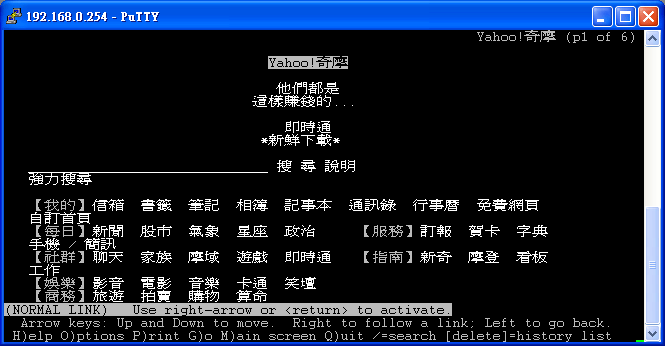 192.168.0.254 - PuTTY
Yahoo!奇摩 (p1 of 6)
Yahoo!奇摩
他們都是
這樣賺錢的...
即時通
*新鮮下載*
搜 尋 說明
強力搜尋
【我的】信箱 書籤 筆記 相簿 記事本 通訊錄 行事曆 免費網頁
自訂首頁
【每日】新聞 股市 氣象 星座 政治 【服務】訂報 賀卡 字典
手機 / 簡訊
【社群】聊天 家族 摩域 遊戲 即時通 【指南】新奇 摩登 看板
工作
【娛樂】影音 電影 音樂 卡通 笑壇
【商務】旅遊 拍賣 購物 算命
(NORMAL LINK) Use right-arrow or <return> to activate.
Arrow keys: Up and Down to move. Right to follow a link; Left to go back.
H)elp O)ptions P)rint G)o M)ain screen Q)uit /=search [delete]=history list